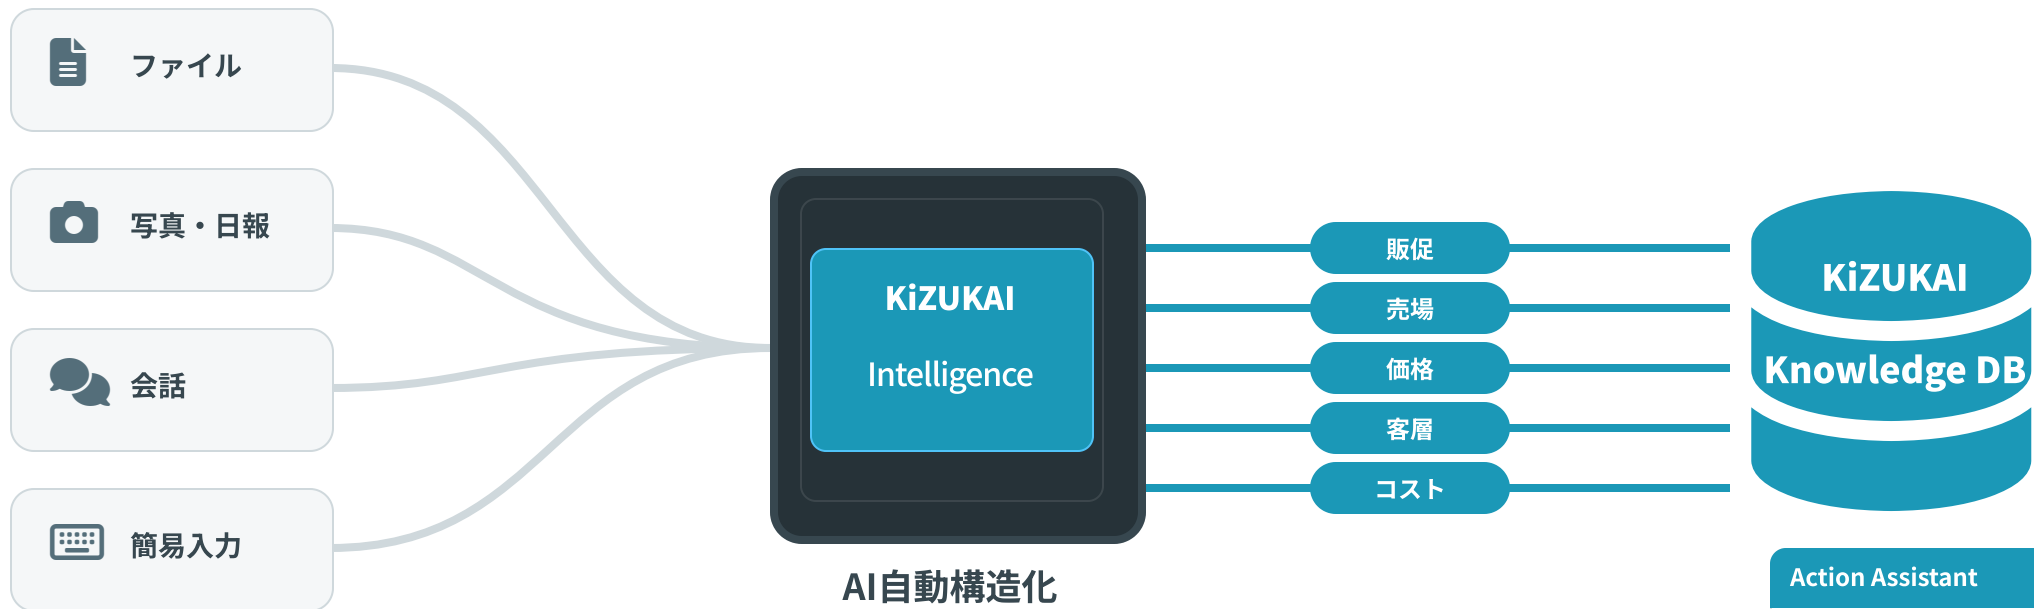 ファイル
写真・日報
会話
簡易入力
KiZUKAI
Intelligence
AI自動構造化
販促
売場
価格
客層
コスト
KiZUKAI
Knowledge DB
Action Assistant